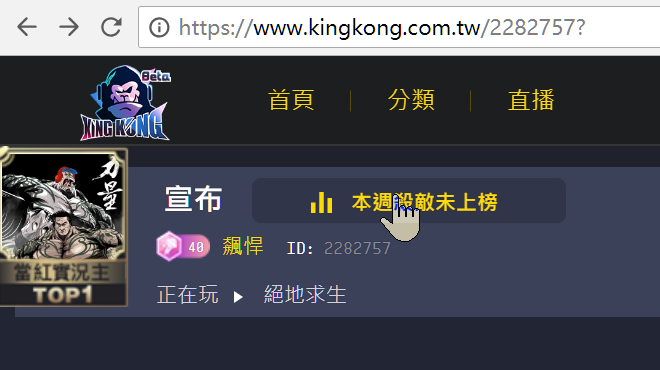 https://www.kingkong.com.tw/2282757?
Beta
KING KONG
首頁 分類 直播
力量
宣布 本週殺敵未上榜
40 飆悍 ID: 2282757
當紅實況主
TOP1
正在玩 絕地求生